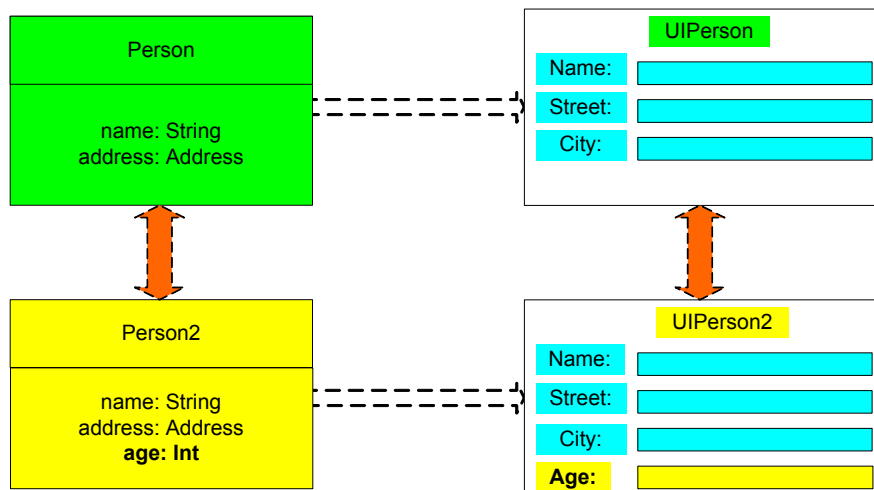 Person
name: String
address: Address
UIPerson
Name:
Street:
City:
Person2
name: String
address: Address
age: Int
UIPerson2
Name:
Street:
City:
Age: